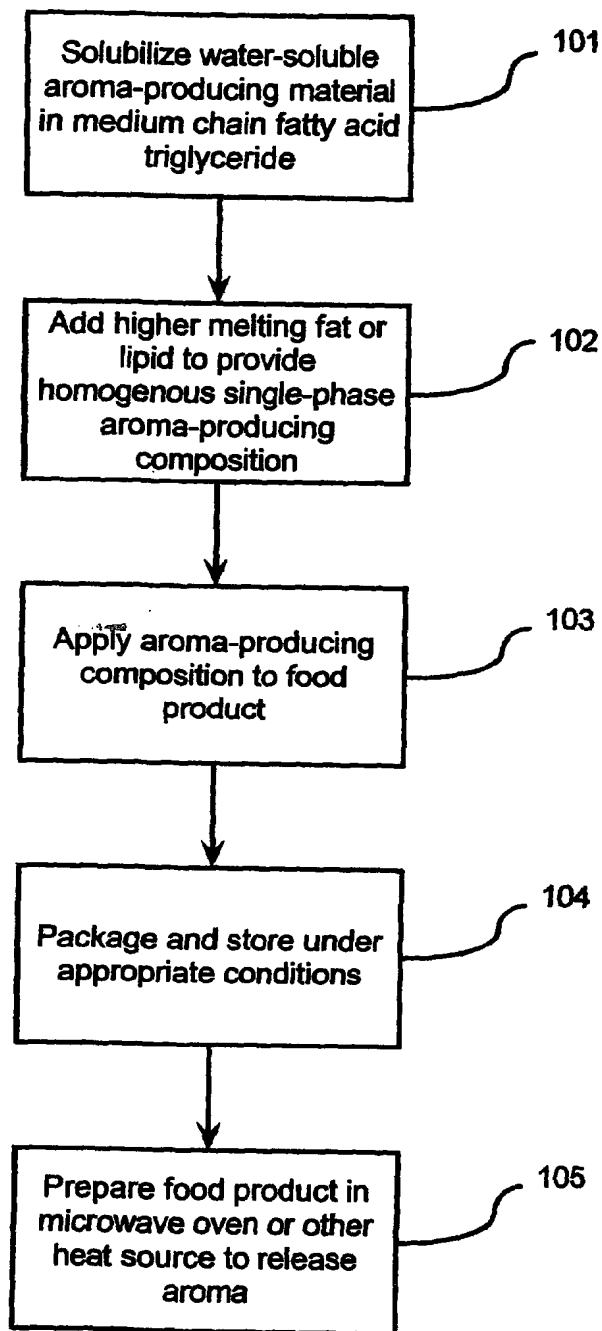 Solubilize water-soluble
aroma-producing material
in medium chain fatty acid
triglyceride
101
Add higher melting fat or
lipid to provide
homogenous single-phase
aroma-producing
composition
102
Apply aroma-producing
composition to food
product
103
Package and store under
appropriate conditions
104
Prepare food product in
microwave oven or other
heat source to release
aroma
105